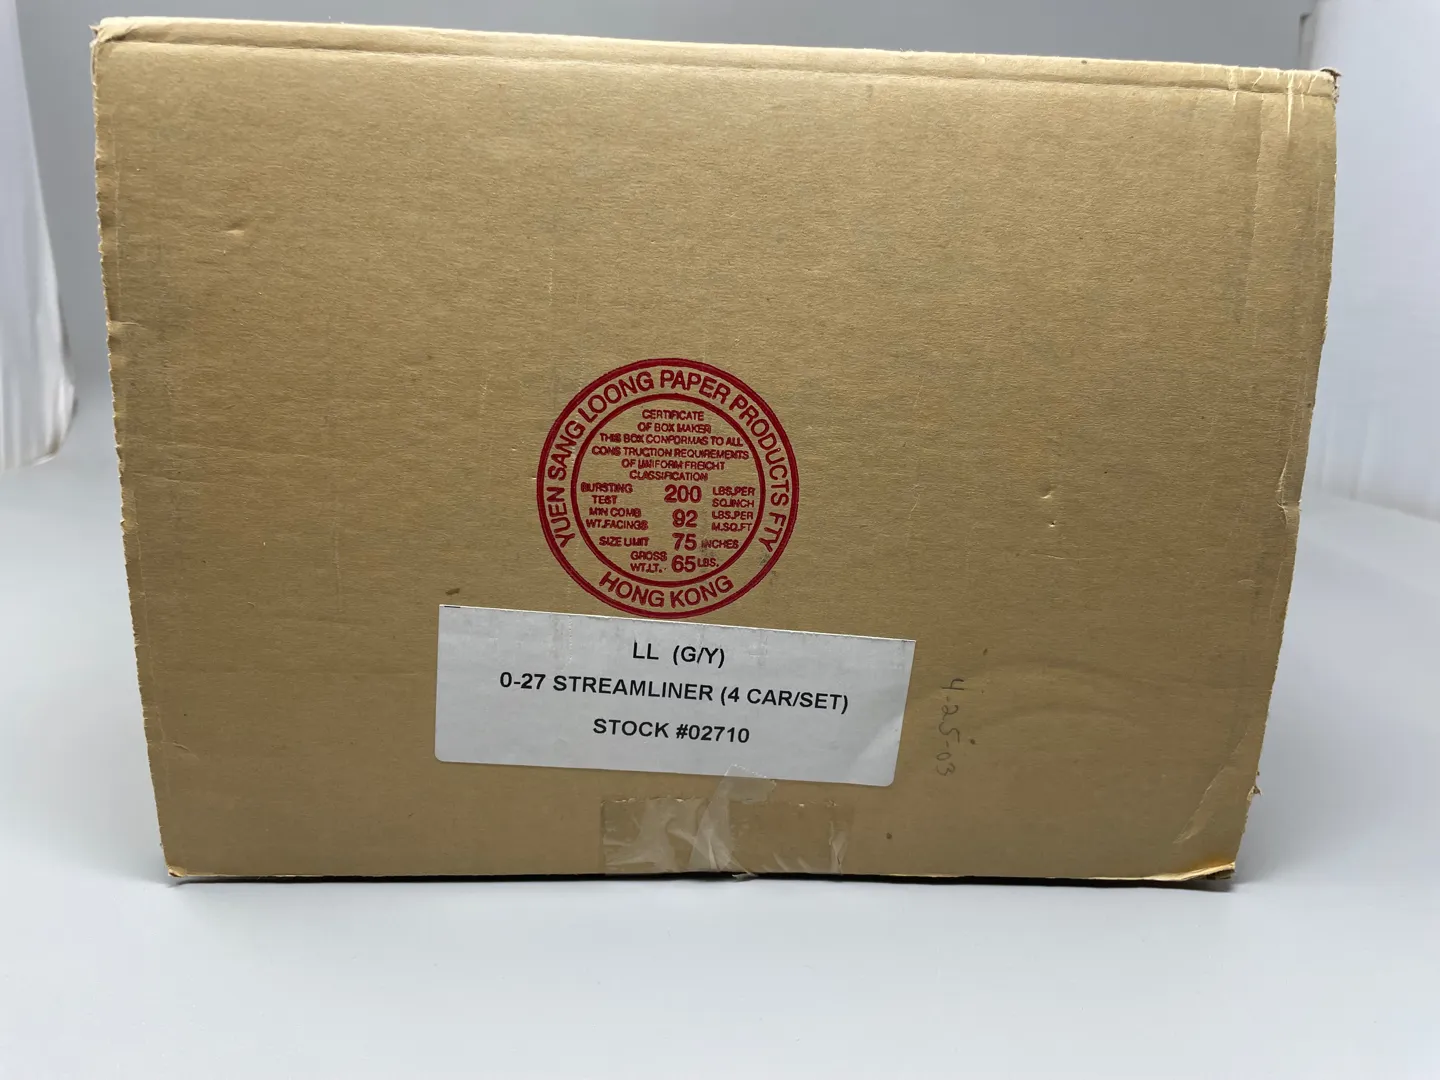 YUEN SANG LOONG PAPER PRODUCTS FTY
CERTIFICATE
OF BOX MAKER
THIS BOX CONFORMAS TO ALL
CONSTRUCTION REQUIREMENTS
OF UNIFORM FREIGHT
CLASSIFICATION
BURSTING TEST 200 LBS.PER SQ.INCH
MIN COMB WT.FACINGS 92 LBS.PER M.SQ.FT
SIZE LIMIT 75 INCHES
GROSS WT.LT. 65 LBS.
HONG KONG
LL (G/Y)
0-27 STREAMLINER (4 CAR/SET)
STOCK #02710
4-25-03